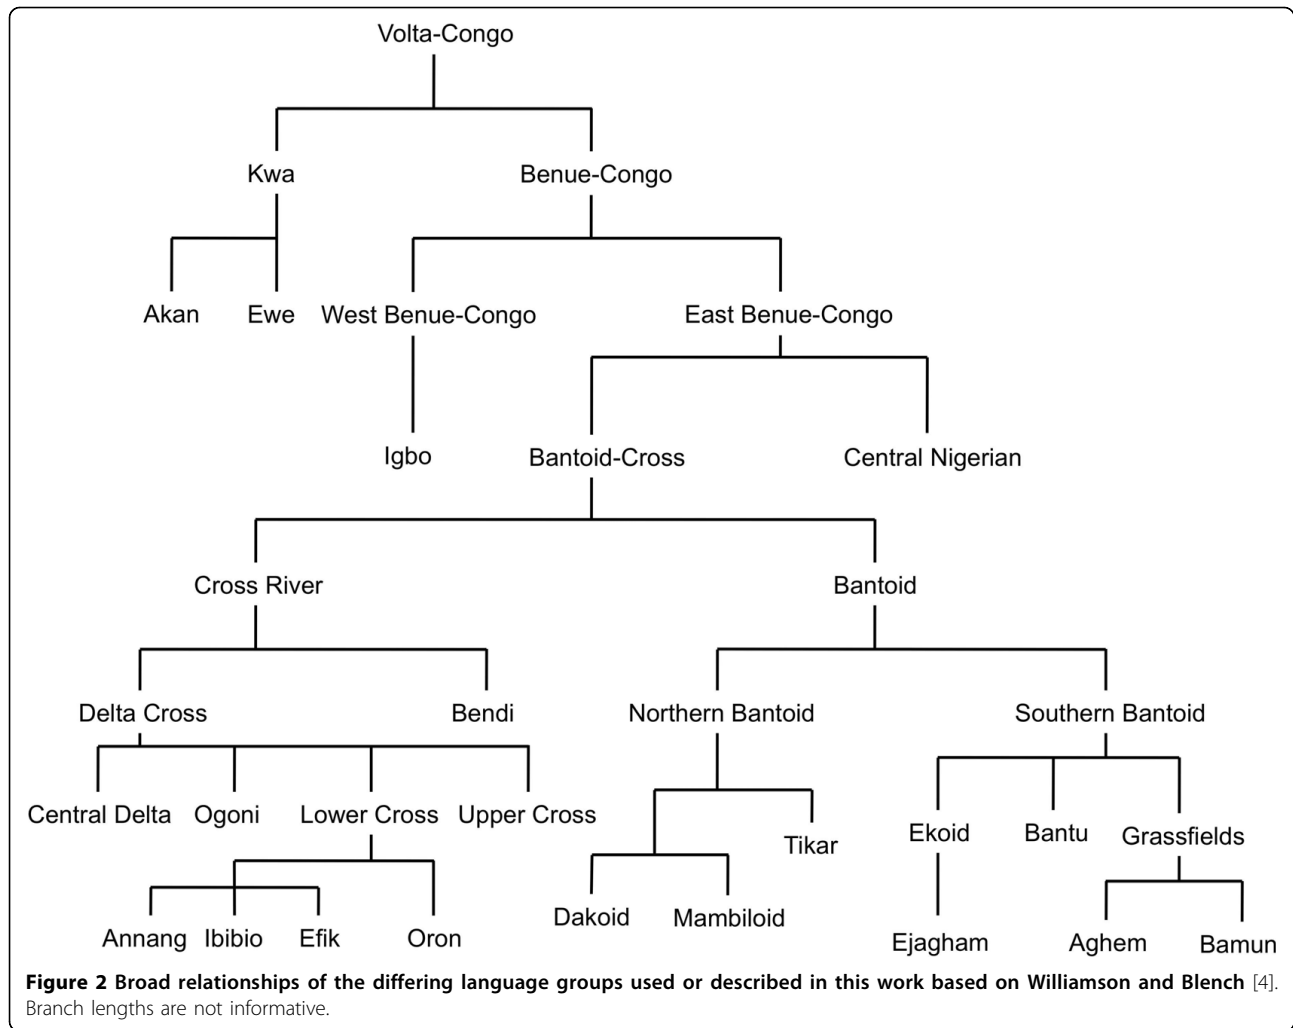 Volta-Congo
Kwa Benue-Congo
Akan Ewe West Benue-Congo East Benue-Congo
Igbo Bantoid-Cross Central Nigerian
Cross River Bantoid
Delta Cross Bendi Northern Bantoid Southern Bantoid
Central Delta Ogoni Lower Cross Upper Cross
Tikar Ekoid Bantu Grassfields
Dakoid Mambiloid
Annang Ibibio Efik Oron Ejagham Aghem Bamun
Figure 2 Broad relationships of the differing language groups used or described in this work based on Williamson and Blench [4].
Branch lengths are not informative.